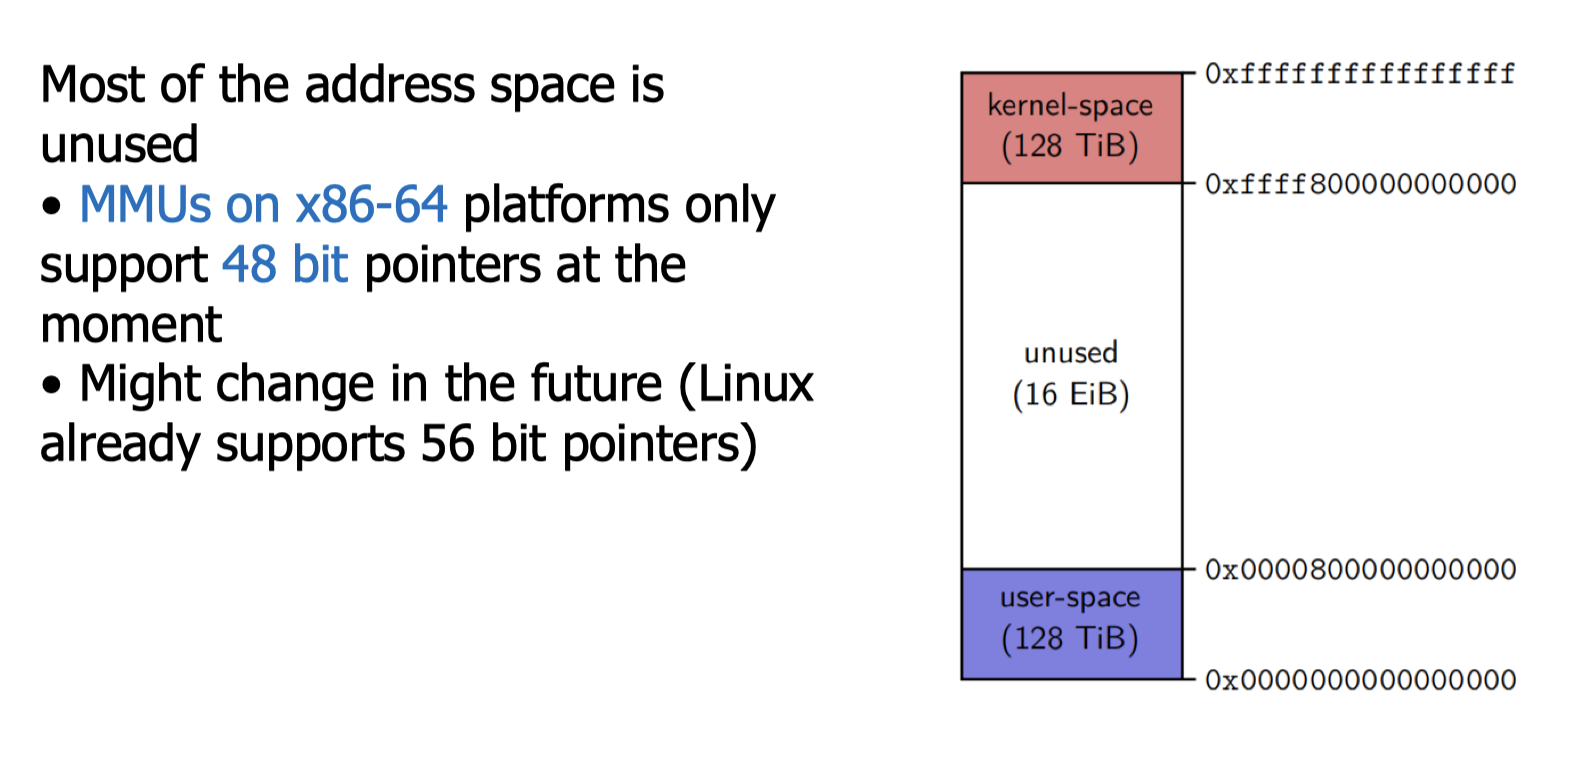 Most of the address space is
unused
• MMUs on x86-64 platforms only
support 48 bit pointers at the
moment
• Might change in the future (Linux
already supports 56 bit pointers)
0xffffffffffffffff
kernel-space
(128 TiB)
0xffff800000000000
unused
(16 EiB)
0x0000800000000000
user-space
(128 TiB)
0x0000000000000000